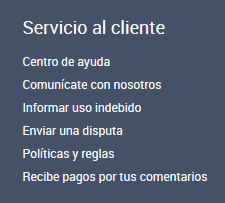 Servicio al cliente
Centro de ayuda
Comunícate con nosotros
Informar uso indebido
Enviar una disputa
Políticas y reglas
Recibe pagos por tus comentarios